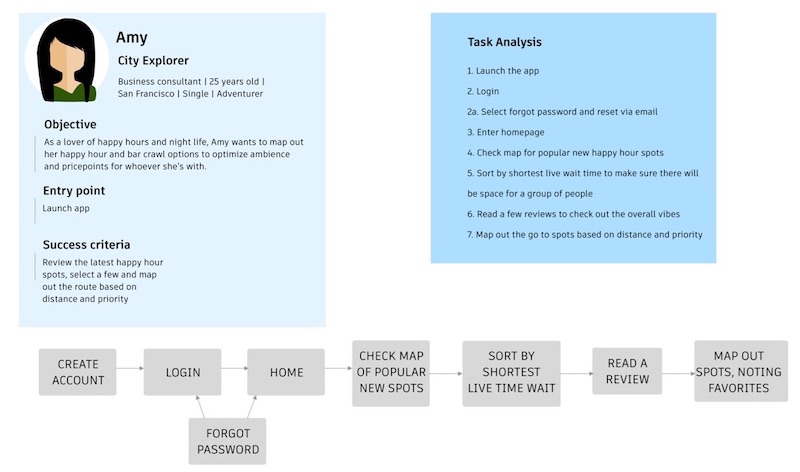 Amy
City Explorer
Business consultant | 25 years old |
San Francisco | Single | Adventurer
Objective
As a lover of happy hours and night life, Amy wants to map out
her happy hour and bar crawl options to optimize ambience
and pricepoints for whoever she's with.
Entry point
Launch app
Success criteria
Review the latest happy hour
spots, select a few and map
out the route based on
distance and priority
Task Analysis
1. Launch the app
2. Login
2a. Select forgot password and reset via email
3. Enter homepage
4. Check map for popular new happy hour spots
5. Sort by shortest live wait time to make sure there will
be space for a group of people
6. Read a few reviews to check out the overall vibes
7. Map out the go to spots based on distance and priority
CREATE
ACCOUNT
LOGIN
HOME
CHECK MAP
OF POPULAR
NEW SPOTS
SORT BY
SHORTEST
LIVE TIME WAIT
READ A
REVIEW
MAP OUT
SPOTS, NOTING
FAVORITES
FORGOT
PASSWORD